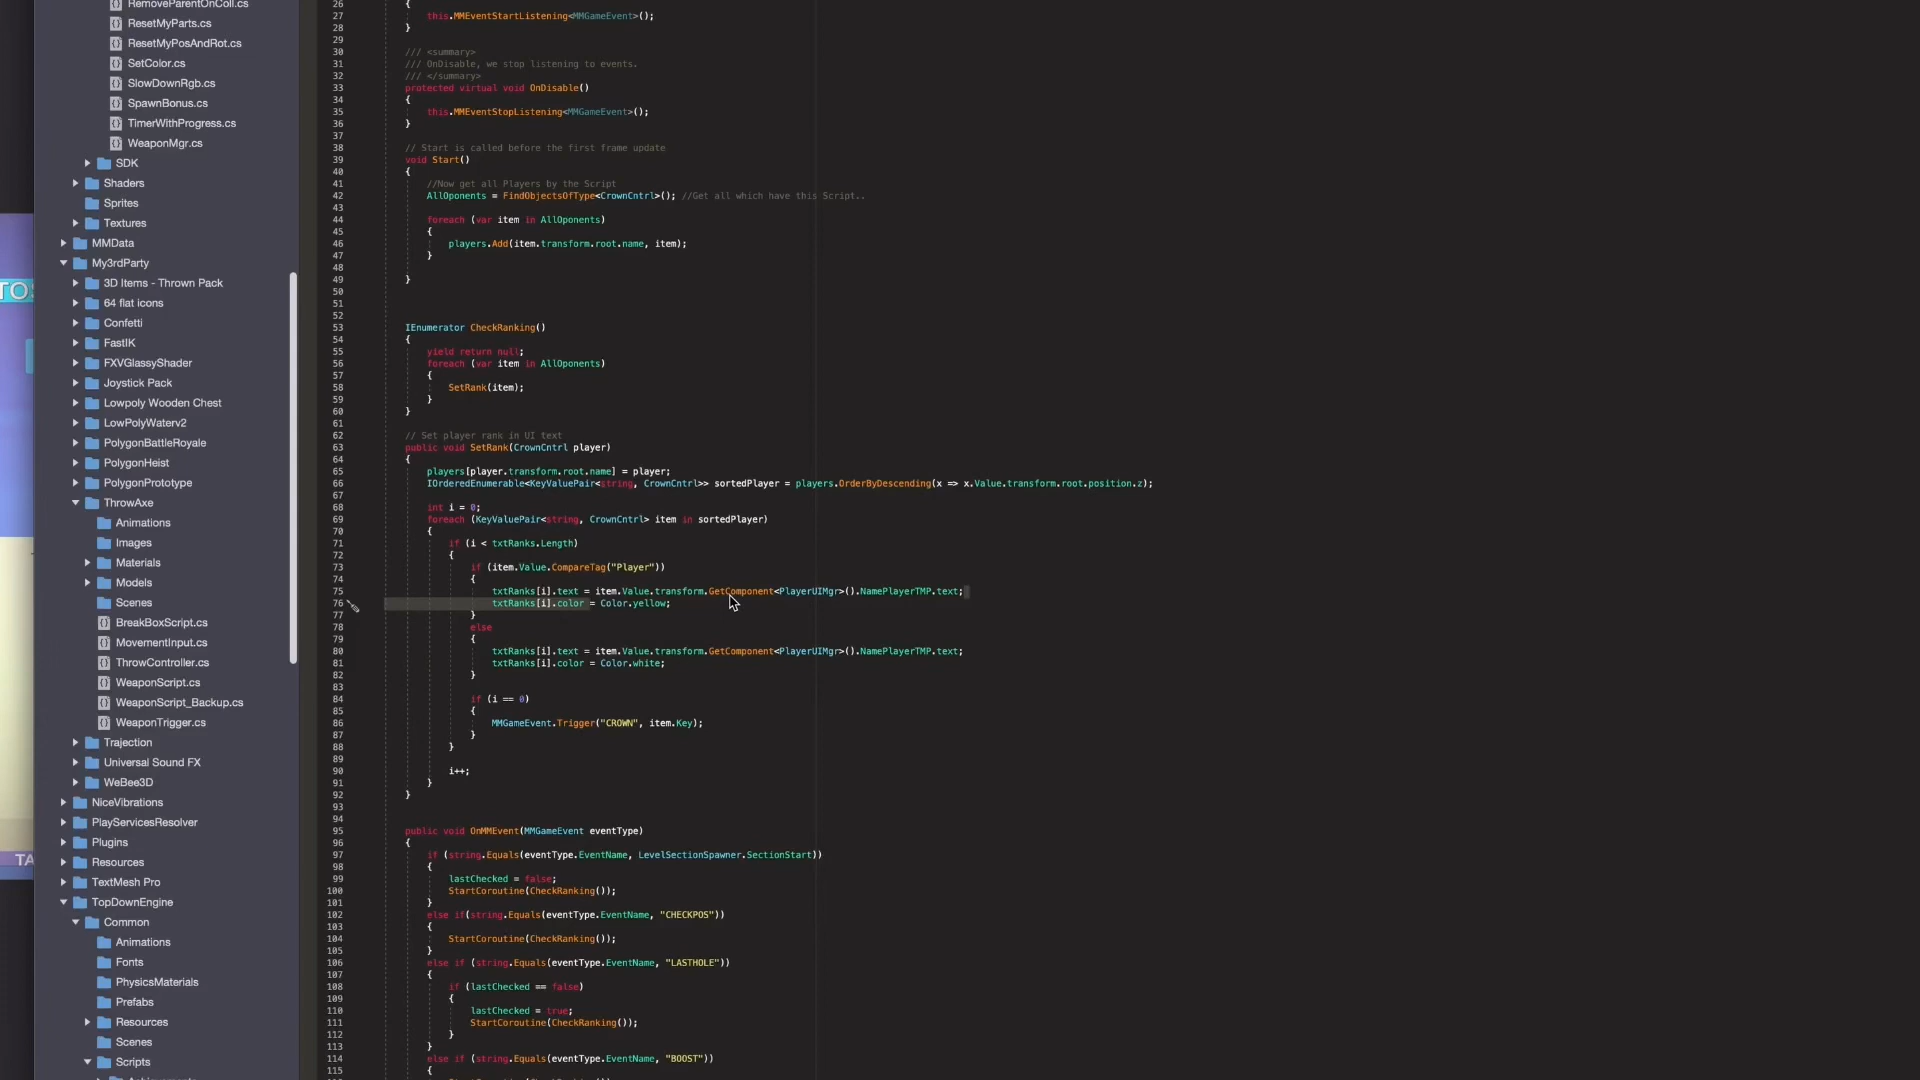 RemoveParentOnColl.cs
ResetMyParts.cs
ResetMyPosAndRot.cs
SetColor.cs
SlowDownRgb.cs
SpawnBonus.cs
TimerWithProgress.cs
WeaponMgr.cs
SDK
Shaders
Sprites
Textures
MMData
My3rdParty
3D Items - Thrown Pack
64 flat icons
Confetti
FastIK
FXVGlassyShader
Joystick Pack
Lowpoly Wooden Chest
LowPolyWaterv2
PolygonBattleRoyale
PolygonHeist
PolygonPrototype
ThrowAxe
Animations
Images
Materials
Models
Scenes
BreakBoxScript.cs
MovementInput.cs
ThrowController.cs
WeaponScript.cs
WeaponScript_Backup.cs
WeaponTrigger.cs
Trajection
Universal Sound FX
WeBee3D
NiceVibrations
PlayServicesResolver
Plugins
Resources
TextMesh Pro
TopDownEngine
Common
Animations
Fonts
PhysicsMaterials
Prefabs
Resources
Scenes
Scripts
TOS
TA
26 {
27 this.MMEventStartListening<MMGameEvent>();
28 }
29
30 /// <summary>
31 /// OnDisable, we stop listening to events.
32 /// </summary>
33 protected virtual void OnDisable()
34 {
35 this.MMEventStopListening<MMGameEvent>();
36 }
37
38 // Start is called before the first frame update
39 void Start()
40 {
41 //Now get all Players by the Script
42 AllOponents = FindObjectsOfType<CrownCntrl>(); //Get all which have this Script..
43
44 foreach (var item in AllOponents)
45 {
46 players.Add(item.transform.root.name, item);
47 }
48
49 }
50
51
52
53 IEnumerator CheckRanking()
54 {
55 yield return null;
56 foreach (var item in AllOponents)
57 {
58 SetRank(item);
59 }
60 }
61
62 // Set player rank in UI text
63 public void SetRank(CrownCntrl player)
64 {
65 players[player.transform.root.name] = player;
66 IOrderedEnumerable<KeyValuePair<string, CrownCntrl>> sortedPlayer = players.OrderByDescending(x => x.Value.transform.root.position.z);
67
68 int i = 0;
69 foreach (KeyValuePair<string, CrownCntrl> item in sortedPlayer)
70 {
71 if (i < txtRanks.Length)
72 {
73 if (item.Value.CompareTag("Player"))
74 {
75 txtRanks[i].text = item.Value.transform.GetComponent<PlayerUIMgr>().NamePlayerTMP.text;
76 txtRanks[i].color = Color.yellow;
77 }
78 else
79 {
80 txtRanks[i].text = item.Value.transform.GetComponent<PlayerUIMgr>().NamePlayerTMP.text;
81 txtRanks[i].color = Color.white;
82 }
83
84 if (i == 0)
85 {
86 MMGameEvent.Trigger("CROWN", item.Key);
87 }
88 }
89
90 i++;
91 }
92 }
93
94
95 public void OnMMEvent(MMGameEvent eventType)
96 {
97 if (string.Equals(eventType.EventName, LevelSectionSpawner.SectionStart))
98 {
99 lastChecked = false;
100 StartCoroutine(CheckRanking());
101 }
102 else if(string.Equals(eventType.EventName, "CHECKPOS"))
103 {
104 StartCoroutine(CheckRanking());
105 }
106 else if (string.Equals(eventType.EventName, "LASTHOLE"))
107 {
108 if (lastChecked == false)
109 {
110 lastChecked = true;
111 StartCoroutine(CheckRanking());
112 }
113 }
114 else if (string.Equals(eventType.EventName, "BOOST"))
115 {